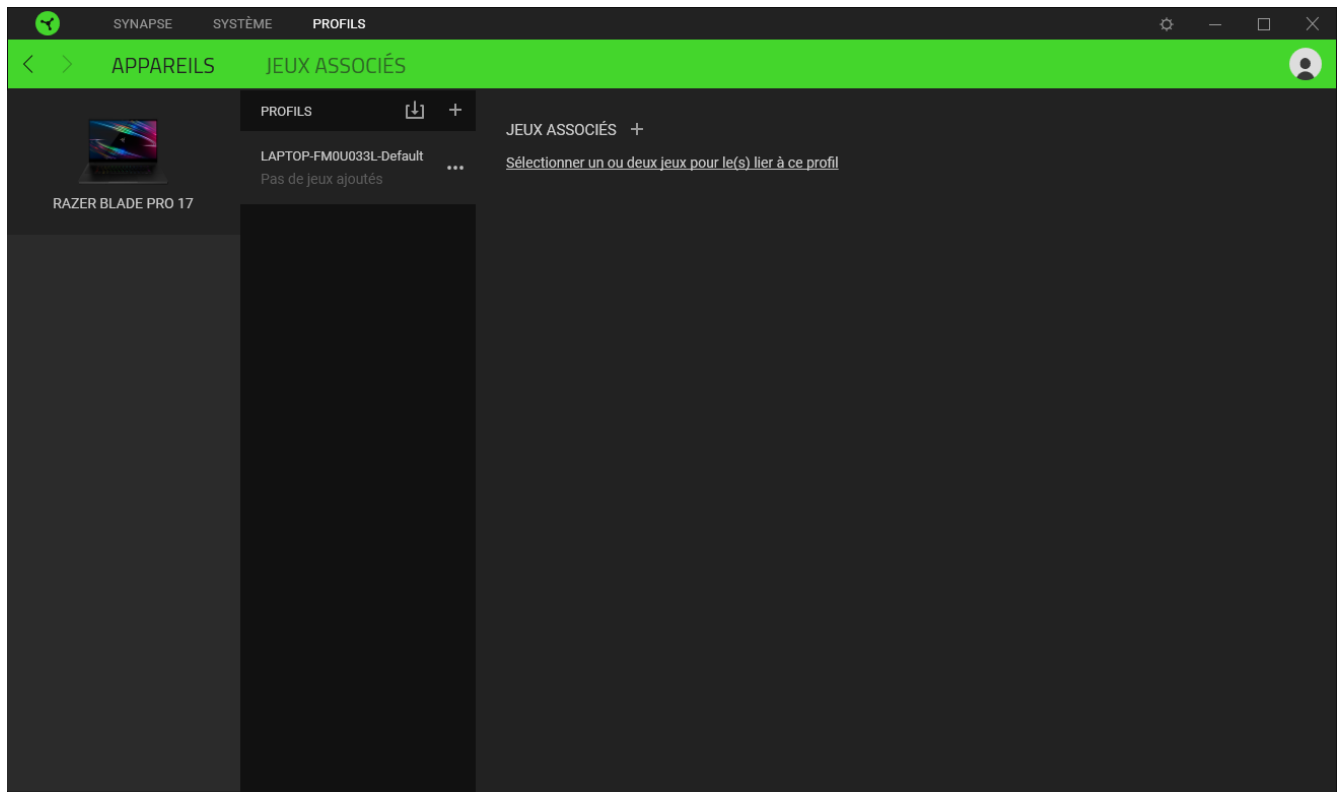 SYNAPSE SYSTÈME PROFILS
APPAREILS JEUX ASSOCIÉS
RAZER BLADE PRO 17
PROFILS
LAPTOP-FM0U033L-Default
Pas de jeux ajoutés
JEUX ASSOCIÉS
Sélectionner un ou deux jeux pour le(s) lier à ce profil